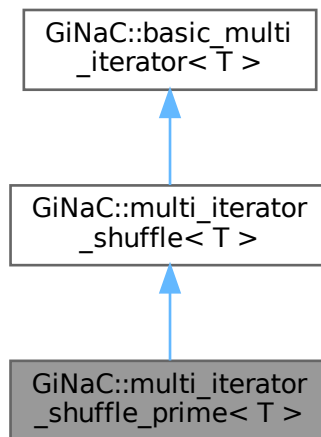 GiNaC::basic_multi
_iterator< T >
GiNaC::multi_iterator
_shuffle< T >
GiNaC::multi_iterator
_shuffle_prime< T >